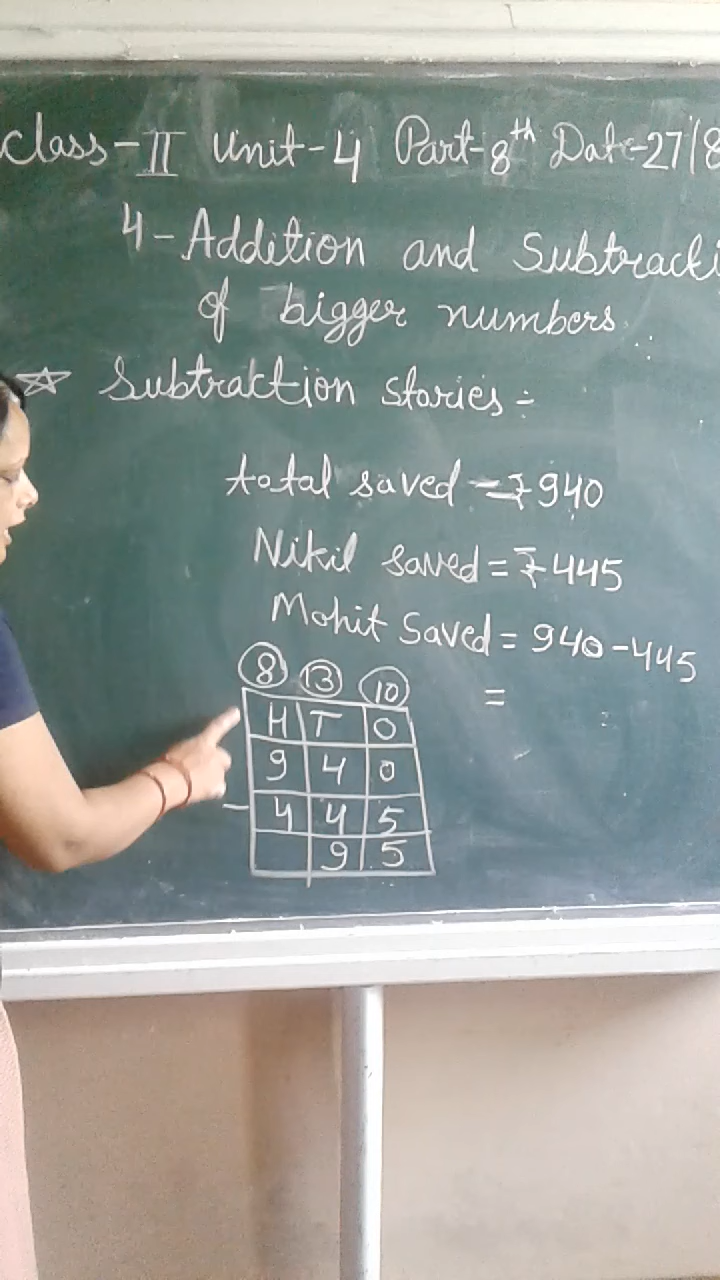 Class-II Unit-4 Part-8th Date-27/8
4-Addition and Subtracti
of bigger numbers
☆ Subtraction stories :-
total saved = ₹940
Nikil saved = ₹445
Mohit Saved = 940-445
=
8 13 10
H T O
9 4 0
- 4 4 5
9 5